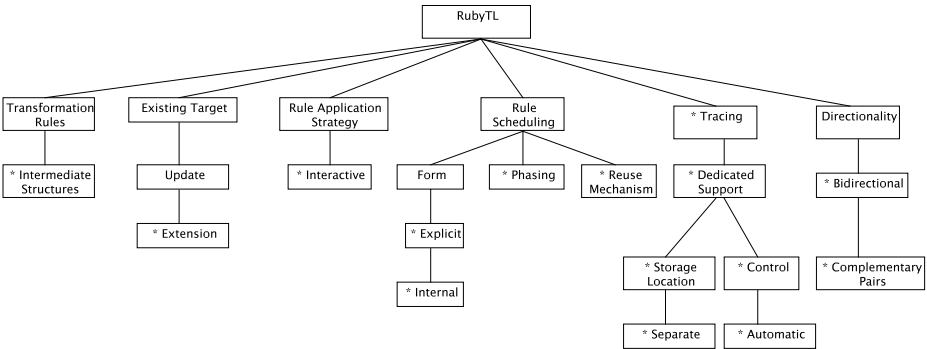 RubyTL
Transformation
Rules
Existing Target
Rule Application
Strategy
Rule
Scheduling
* Tracing
Directionality
* Intermediate
Structures
Update
* Interactive
Form
* Phasing
* Reuse
Mechanism
* Dedicated
Support
* Bidirectional
* Extension
* Explicit
* Storage
Location
* Control
* Complementary
Pairs
* Internal
* Separate
* Automatic